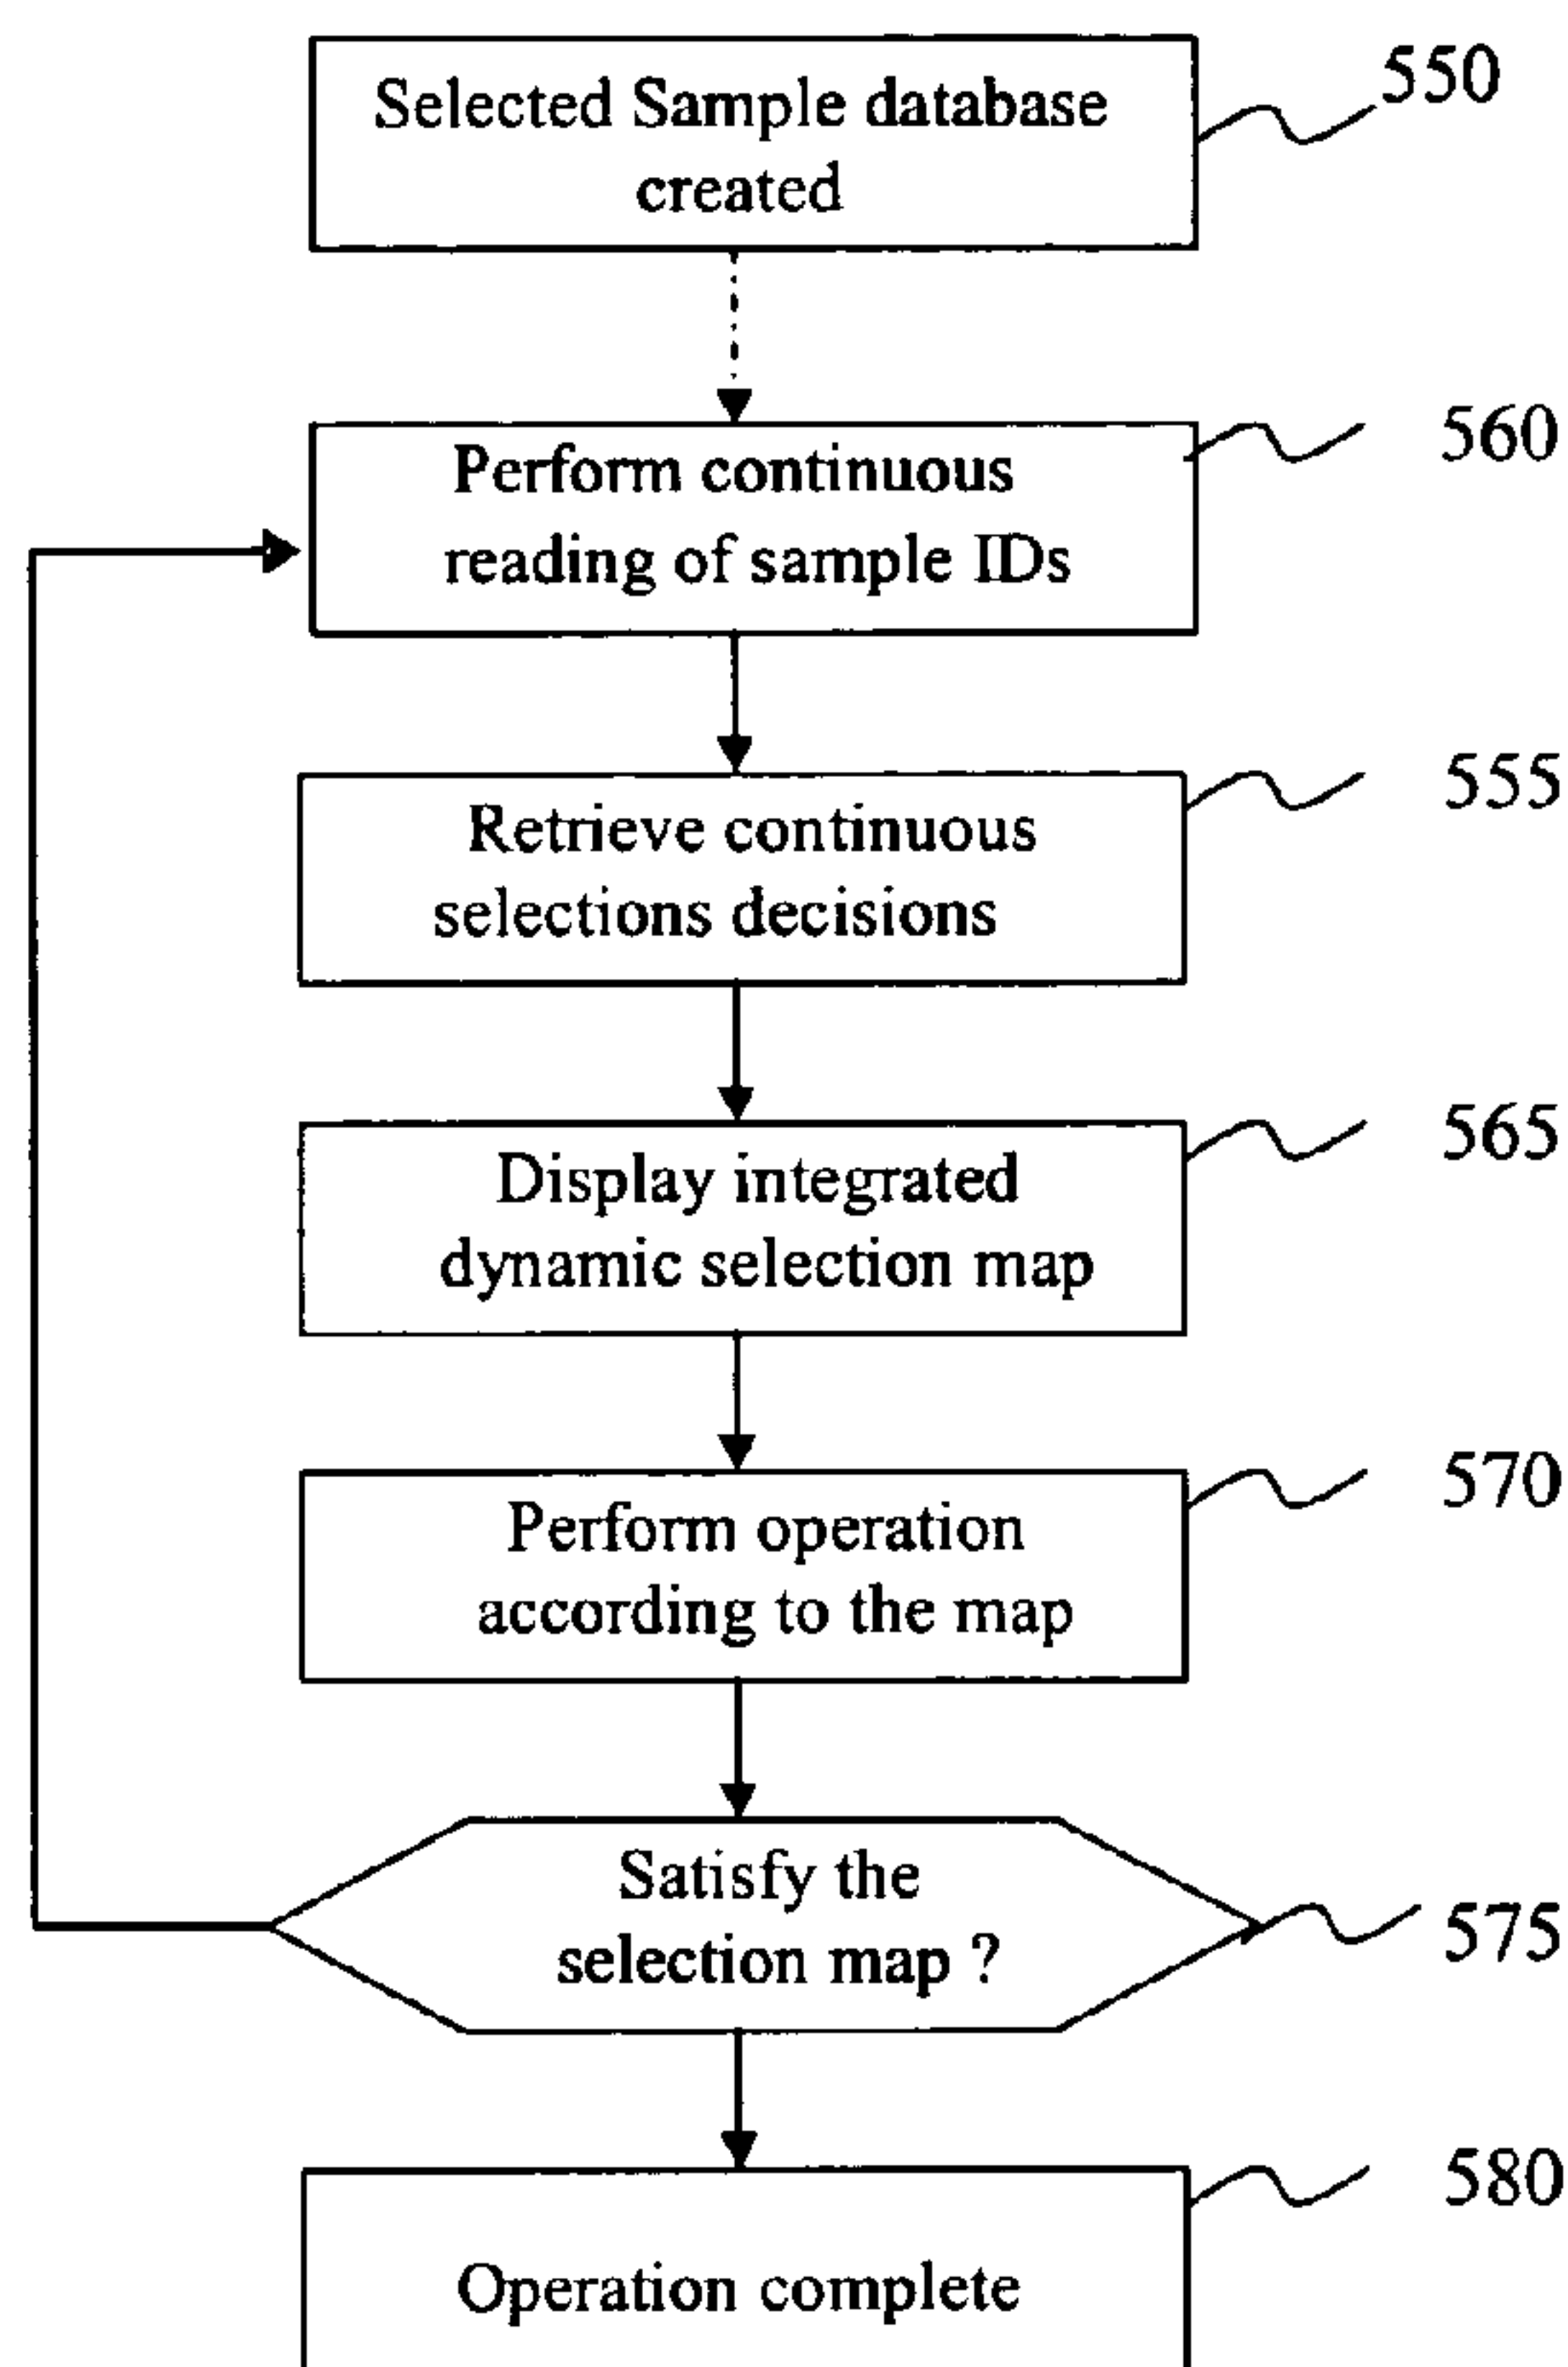 Selected Sample database
created
550
Perform continuous
reading of sample IDs
560
Retrieve continuous
selections decisions
555
Display integrated
dynamic selection map
565
Perform operation
according to the map
570
Satisfy the
selection map ?
575
Operation complete
580